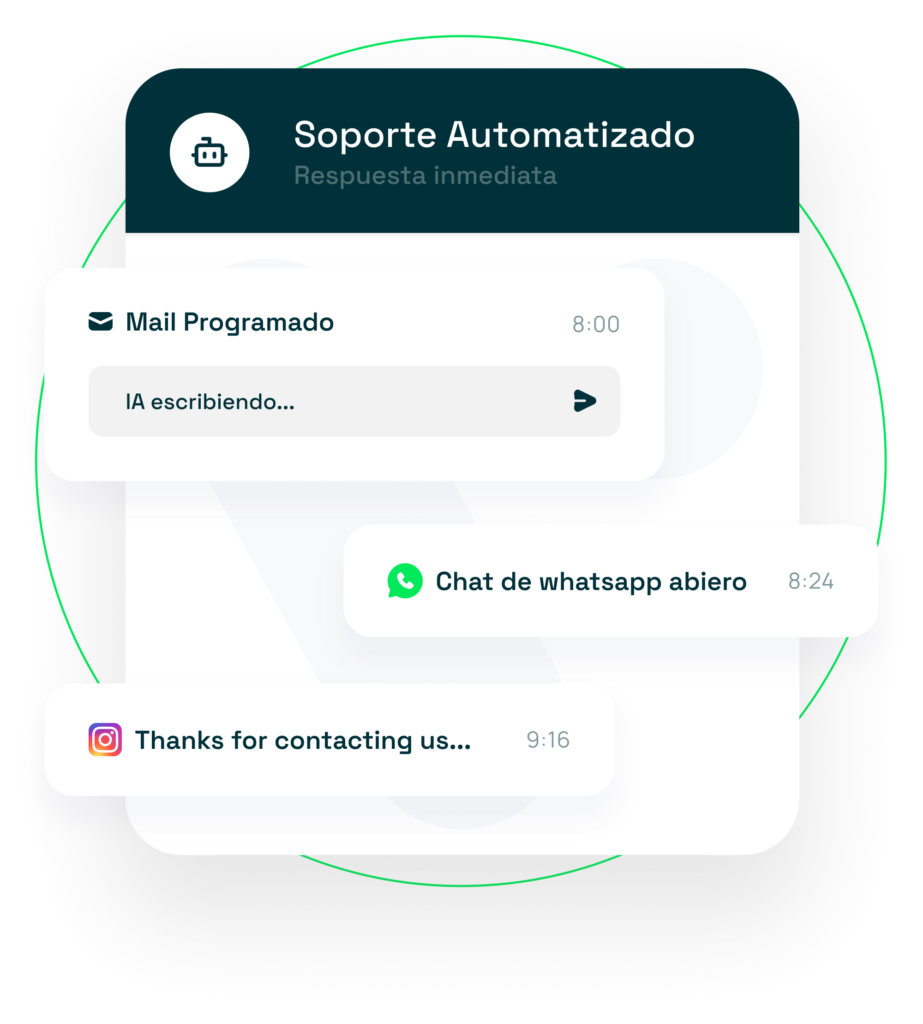 Soporte Automatizado
Respuesta inmediata
Mail Programado 8:00
IA escribiendo...
Chat de whatsapp abiero 8:24
Thanks for contacting us... 9:16